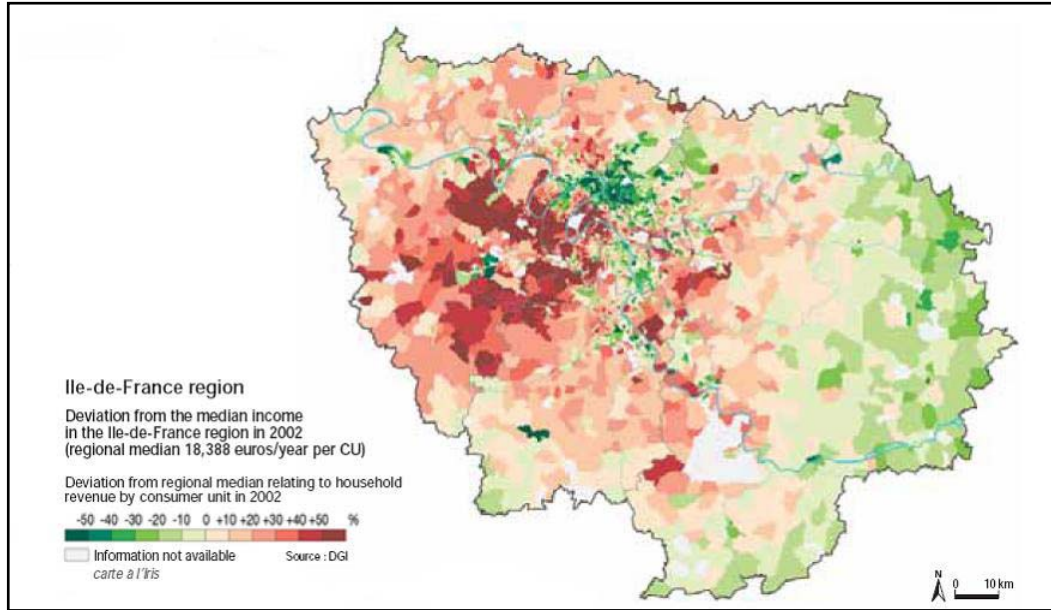 Ile-de-France region
Deviation from the median income
in the Ile-de-France region in 2002
(regional median 18,388 euros/year per CU)
Deviation from regional median relating to household
revenue by consumer unit in 2002
-50 -40 -30 -20 -10 0 +10 +20 +30 +40 +50 %
Information not available Source : DGI
carte à l'Iris
N
0 10 km